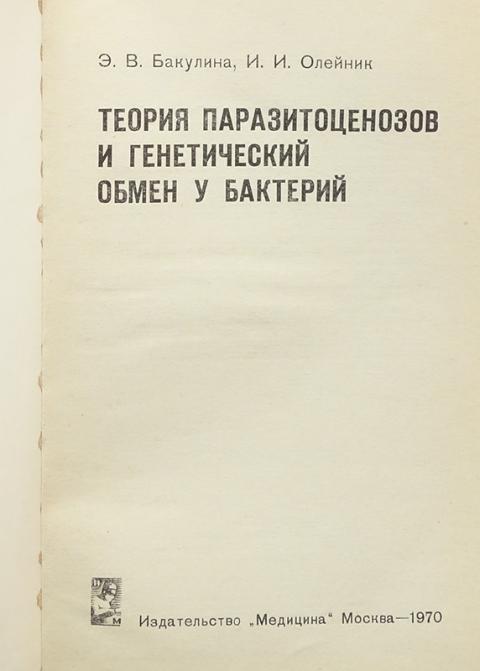 Э. В. Бакулина, И. И. Олейник
ТЕОРИЯ ПАРАЗИТОЦЕНОЗОВ
И ГЕНЕТИЧЕСКИЙ
ОБМЕН У БАКТЕРИЙ
М
Издательство „Медицина“ Москва—1970